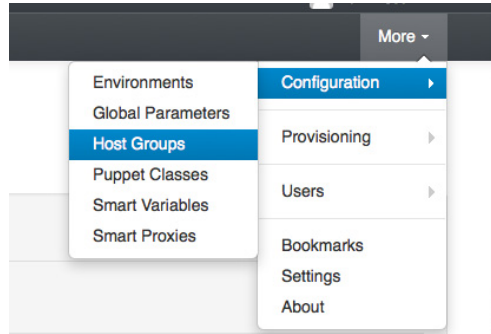 More
Environments
Global Parameters
Host Groups
Puppet Classes
Smart Variables
Smart Proxies
Configuration
Provisioning
Users
Bookmarks
Settings
About